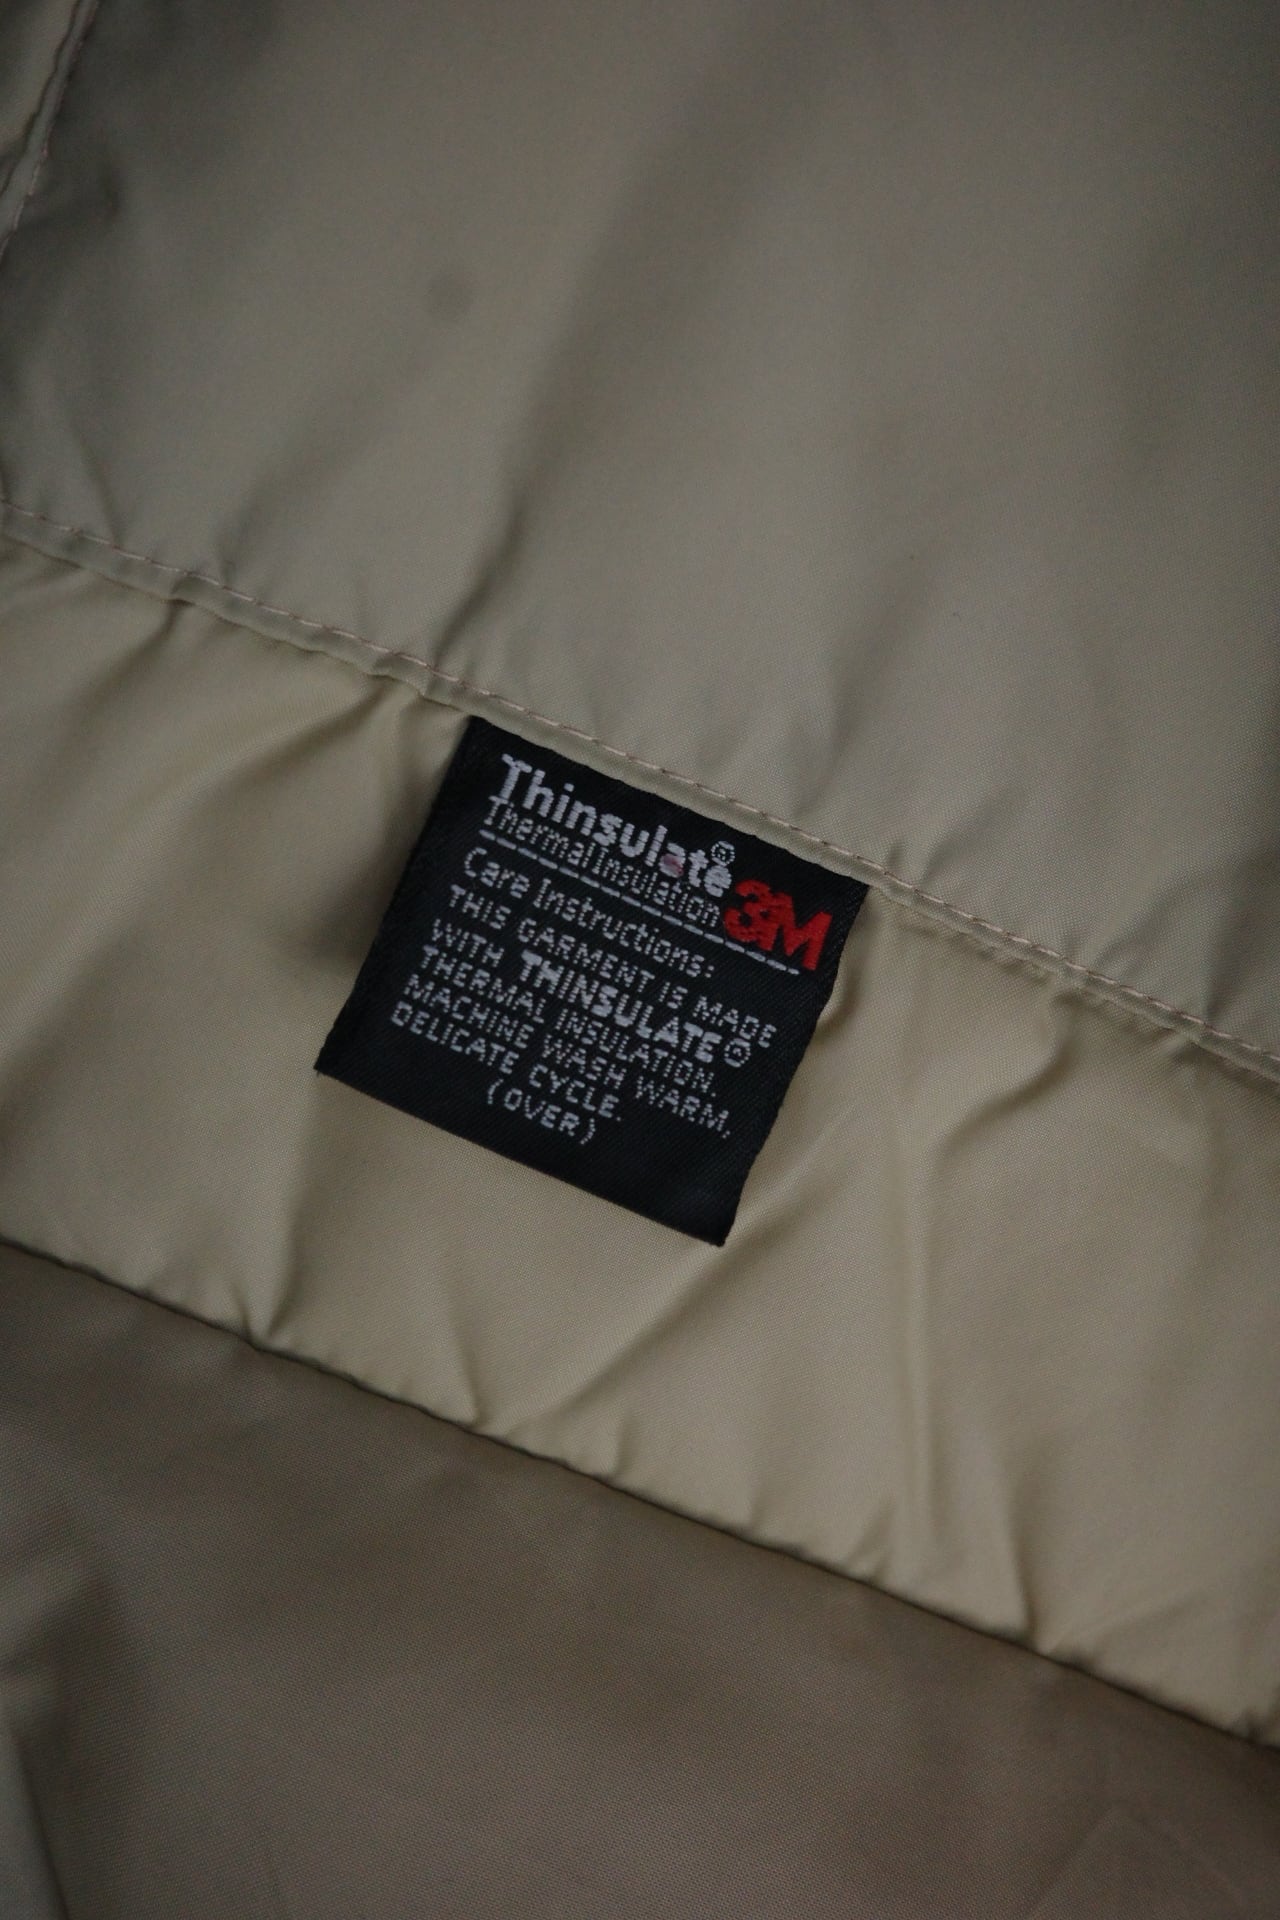 Thinsulate®
Thermal Insulation 3M
Care Instructions:
THIS GARMENT IS MADE
WITH THINSULATE®
THERMAL INSULATION.
MACHINE WASH WARM,
DELICATE CYCLE.
(OVER)